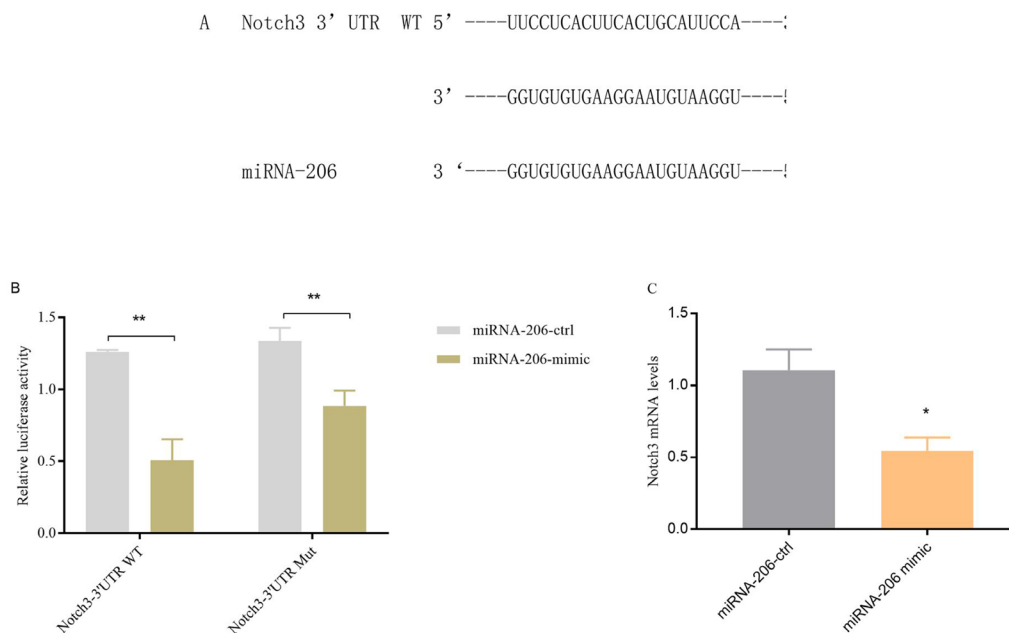 A Notch3 3’ UTR WT 5’ ----UUCCUCACUUCACUGCAUUCCA----
3’ ----GGUGUGUGAAGGAAUGUAAGGU----
miRNA-206 3 ‘----GGUGUGUGAAGGAAUGUAAGGU----
B
**
**
1.5
1.0
0.5
0.0
Relative luciferase activity
Notch3-3'UTR WT
Notch3-3'UTR Mut
miRNA-206-ctrl
miRNA-206-mimic
C
1.5
1.0
0.5
0.0
Notch3 mRNA levels
*
miRNA-206-ctrl
miRNA-206 mimic